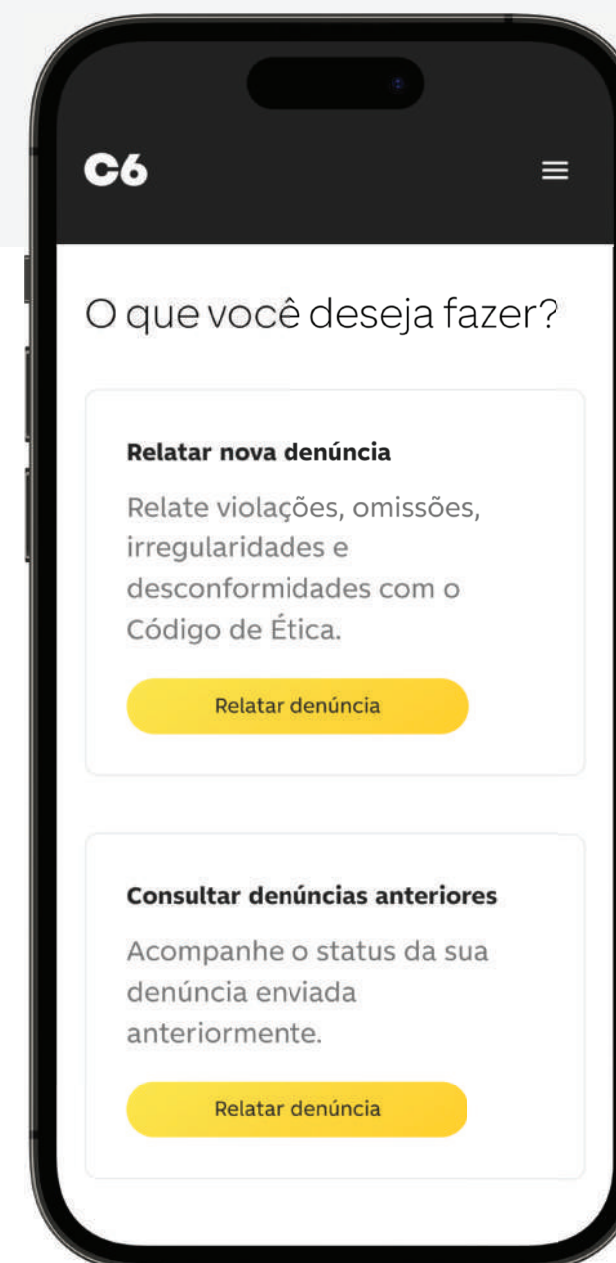 C6
O que você deseja fazer?
Relatar nova denúncia
Relate violações, omissões,
irregularidades e
desconformidades com o
Código de Ética.
Relatar denúncia
Consultar denúncias anteriores
Acompanhe o status da sua
denúncia enviada
anteriormente.
Relatar denúncia